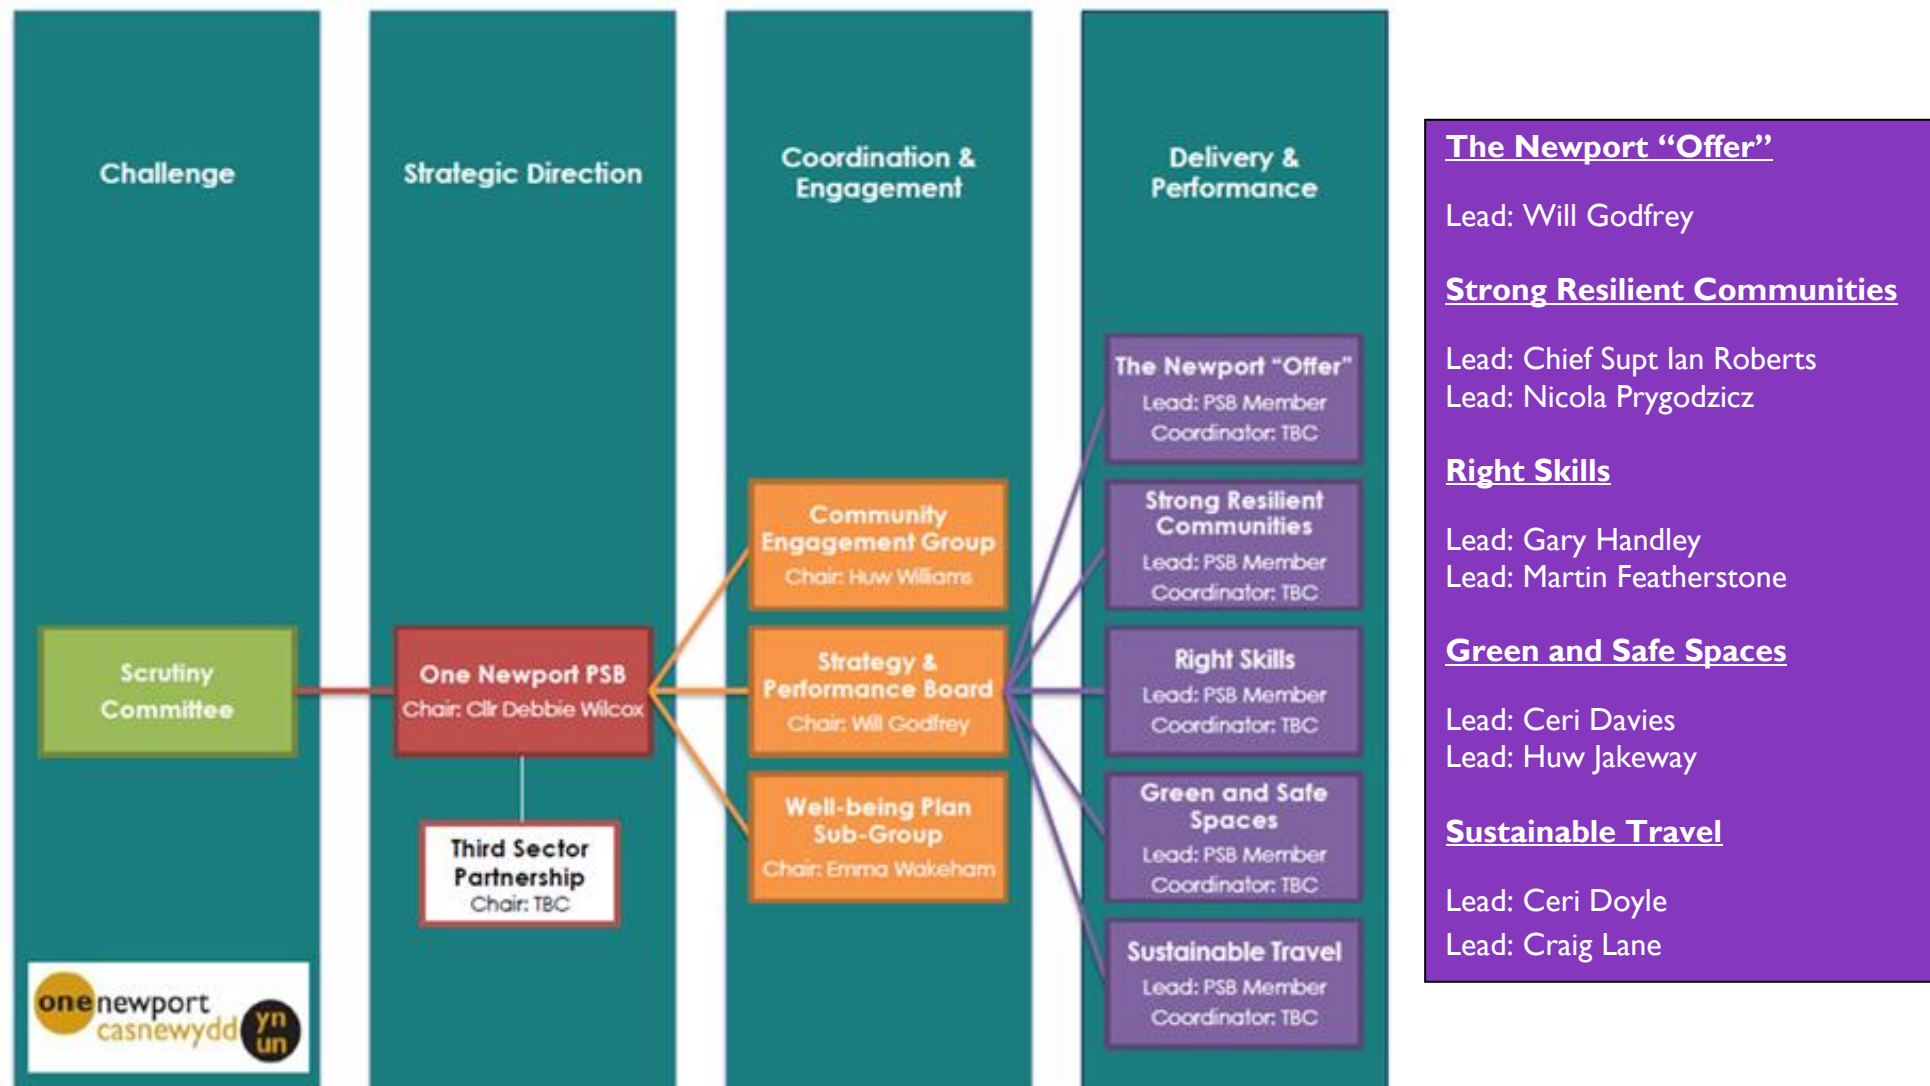 Challenge
Strategic Direction
Coordination &
Engagement
Delivery &
Performance
Scrutiny
Committee
One Newport PSB
Chair: Cllr Debbie Wilcox
Third Sector
Partnership
Chair: TBC
Community
Engagement Group
Chair: Huw Williams
Strategy &
Performance Board
Chair: Will Godfrey
Well-being Plan
Sub-Group
Chair: Emma Wakeham
The Newport “Offer”
Lead: PSB Member
Coordinator: TBC
Strong Resilient
Communities
Lead: PSB Member
Coordinator: TBC
Right Skills
Lead: PSB Member
Coordinator: TBC
Green and Safe
Spaces
Lead: PSB Member
Coordinator: TBC
Sustainable Travel
Lead: PSB Member
Coordinator: TBC
one newport
casnewydd
yn
un
The Newport “Offer”
Lead: Will Godfrey
Strong Resilient Communities
Lead: Chief Supt Ian Roberts
Lead: Nicola Prygodzicz
Right Skills
Lead: Gary Handley
Lead: Martin Featherstone
Green and Safe Spaces
Lead: Ceri Davies
Lead: Huw Jakeway
Sustainable Travel
Lead: Ceri Doyle
Lead: Craig Lane